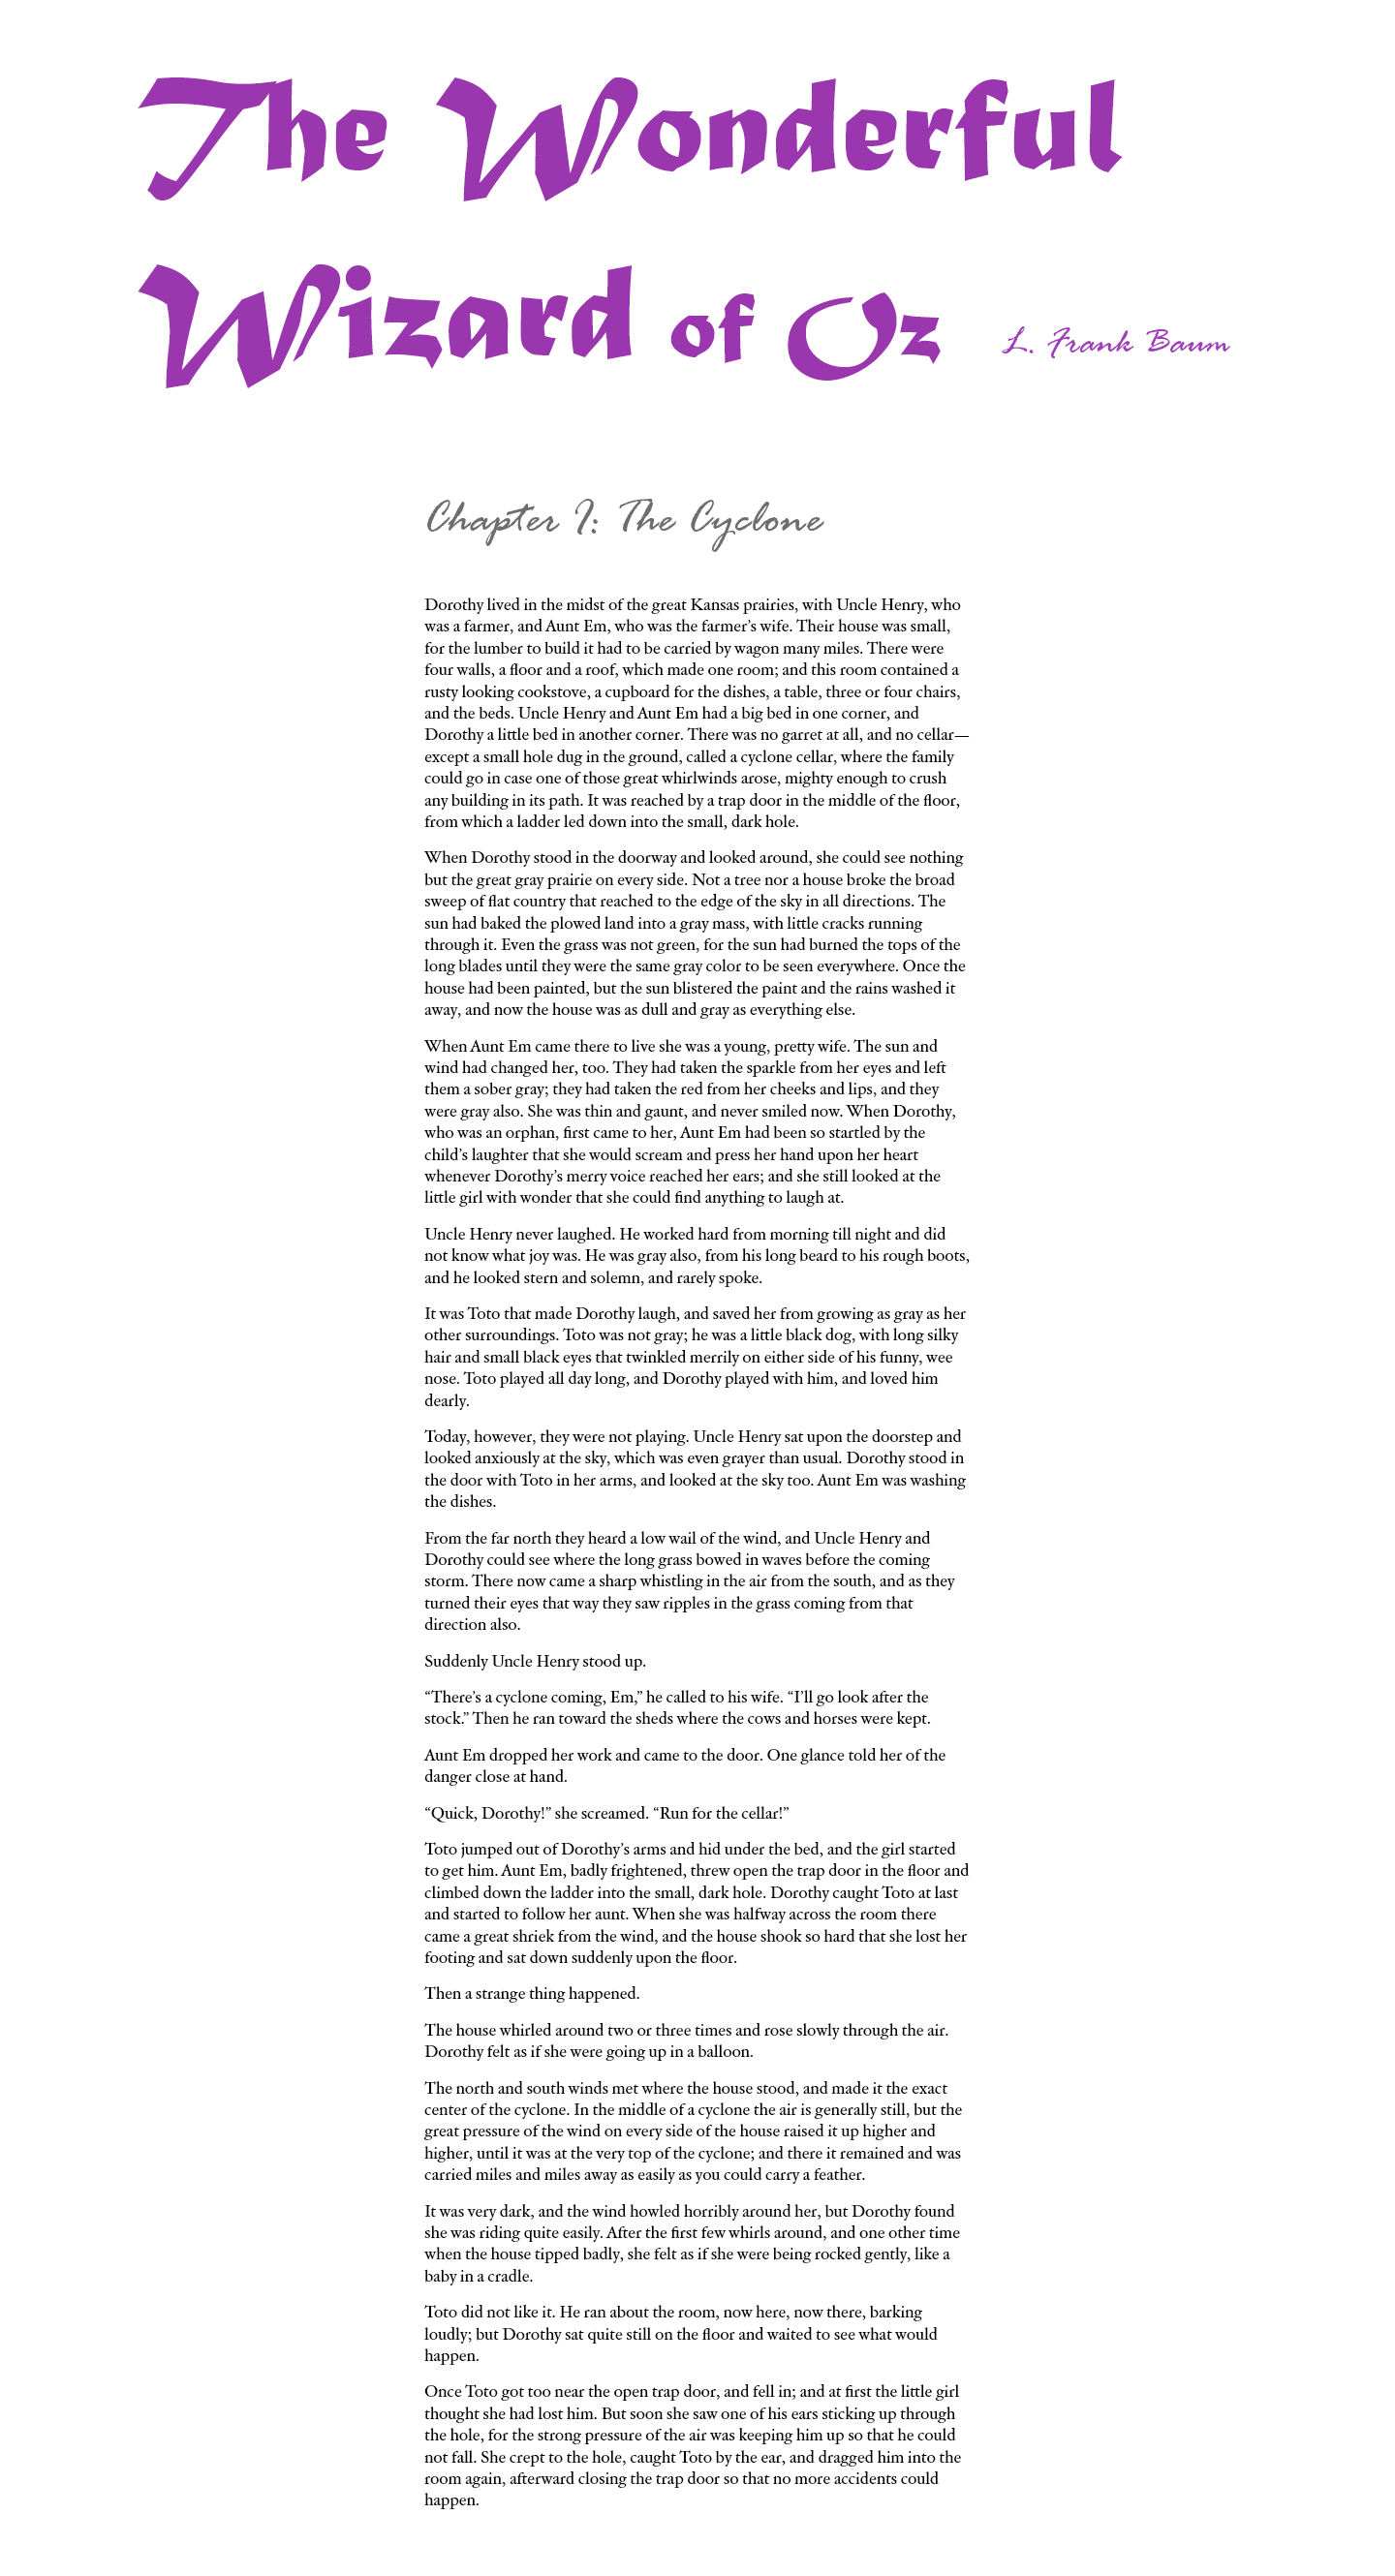 The Wonderful
Wizard of Oz L. Frank Baum
Chapter I: The Cyclone
Dorothy lived in the midst of the great Kansas prairies, with Uncle Henry, who
was a farmer, and Aunt Em, who was the farmer’s wife. Their house was small,
for the lumber to build it had to be carried by wagon many miles. There were
four walls, a floor and a roof, which made one room; and this room contained a
rusty looking cookstove, a cupboard for the dishes, a table, three or four chairs,
and the beds. Uncle Henry and Aunt Em had a big bed in one corner, and
Dorothy a little bed in another corner. There was no garret at all, and no cellar—
except a small hole dug in the ground, called a cyclone cellar, where the family
could go in case one of those great whirlwinds arose, mighty enough to crush
any building in its path. It was reached by a trap door in the middle of the floor,
from which a ladder led down into the small, dark hole.
When Dorothy stood in the doorway and looked around, she could see nothing
but the great gray prairie on every side. Not a tree nor a house broke the broad
sweep of flat country that reached to the edge of the sky in all directions. The
sun had baked the plowed land into a gray mass, with little cracks running
through it. Even the grass was not green, for the sun had burned the tops of the
long blades until they were the same gray color to be seen everywhere. Once the
house had been painted, but the sun blistered the paint and the rains washed it
away, and now the house was as dull and gray as everything else.
When Aunt Em came there to live she was a young, pretty wife. The sun and
wind had changed her, too. They had taken the sparkle from her eyes and left
them a sober gray; they had taken the red from her cheeks and lips, and they
were gray also. She was thin and gaunt, and never smiled now. When Dorothy,
who was an orphan, first came to her, Aunt Em had been so startled by the
child’s laughter that she would scream and press her hand upon her heart
whenever Dorothy’s merry voice reached her ears; and she still looked at the
little girl with wonder that she could find anything to laugh at.
Uncle Henry never laughed. He worked hard from morning till night and did
not know what joy was. He was gray also, from his long beard to his rough boots,
and he looked stern and solemn, and rarely spoke.
It was Toto that made Dorothy laugh, and saved her from growing as gray as her
other surroundings. Toto was not gray; he was a little black dog, with long silky
hair and small black eyes that twinkled merrily on either side of his funny, wee
nose. Toto played all day long, and Dorothy played with him, and loved him
dearly.
Today, however, they were not playing. Uncle Henry sat upon the doorstep and
looked anxiously at the sky, which was even grayer than usual. Dorothy stood in
the door with Toto in her arms, and looked at the sky too. Aunt Em was washing
the dishes.
From the far north they heard a low wail of the wind, and Uncle Henry and
Dorothy could see where the long grass bowed in waves before the coming
storm. There now came a sharp whistling in the air from the south, and as they
turned their eyes that way they saw ripples in the grass coming from that
direction also.
Suddenly Uncle Henry stood up.
“There’s a cyclone coming, Em,” he called to his wife. “I’ll go look after the
stock.” Then he ran toward the sheds where the cows and horses were kept.
Aunt Em dropped her work and came to the door. One glance told her of the
danger close at hand.
“Quick, Dorothy!” she screamed. “Run for the cellar!”
Toto jumped out of Dorothy’s arms and hid under the bed, and the girl started
to get him. Aunt Em, badly frightened, threw open the trap door in the floor and
climbed down the ladder into the small, dark hole. Dorothy caught Toto at last
and started to follow her aunt. When she was halfway across the room there
came a great shriek from the wind, and the house shook so hard that she lost her
footing and sat down suddenly upon the floor.
Then a strange thing happened.
The house whirled around two or three times and rose slowly through the air.
Dorothy felt as if she were going up in a balloon.
The north and south winds met where the house stood, and made it the exact
center of the cyclone. In the middle of a cyclone the air is generally still, but the
great pressure of the wind on every side of the house raised it up higher and
higher, until it was at the very top of the cyclone; and there it remained and was
carried miles and miles away as easily as you could carry a feather.
It was very dark, and the wind howled horribly around her, but Dorothy found
she was riding quite easily. After the first few whirls around, and one other time
when the house tipped badly, she felt as if she were being rocked gently, like a
baby in a cradle.
Toto did not like it. He ran about the room, now here, now there, barking
loudly; but Dorothy sat quite still on the floor and waited to see what would
happen.
Once Toto got too near the open trap door, and fell in; and at first the little girl
thought she had lost him. But soon she saw one of his ears sticking up through
the hole, for the strong pressure of the air was keeping him up so that he could
not fall. She crept to the hole, caught Toto by the ear, and dragged him into the
room again, afterward closing the trap door so that no more accidents could
happen.